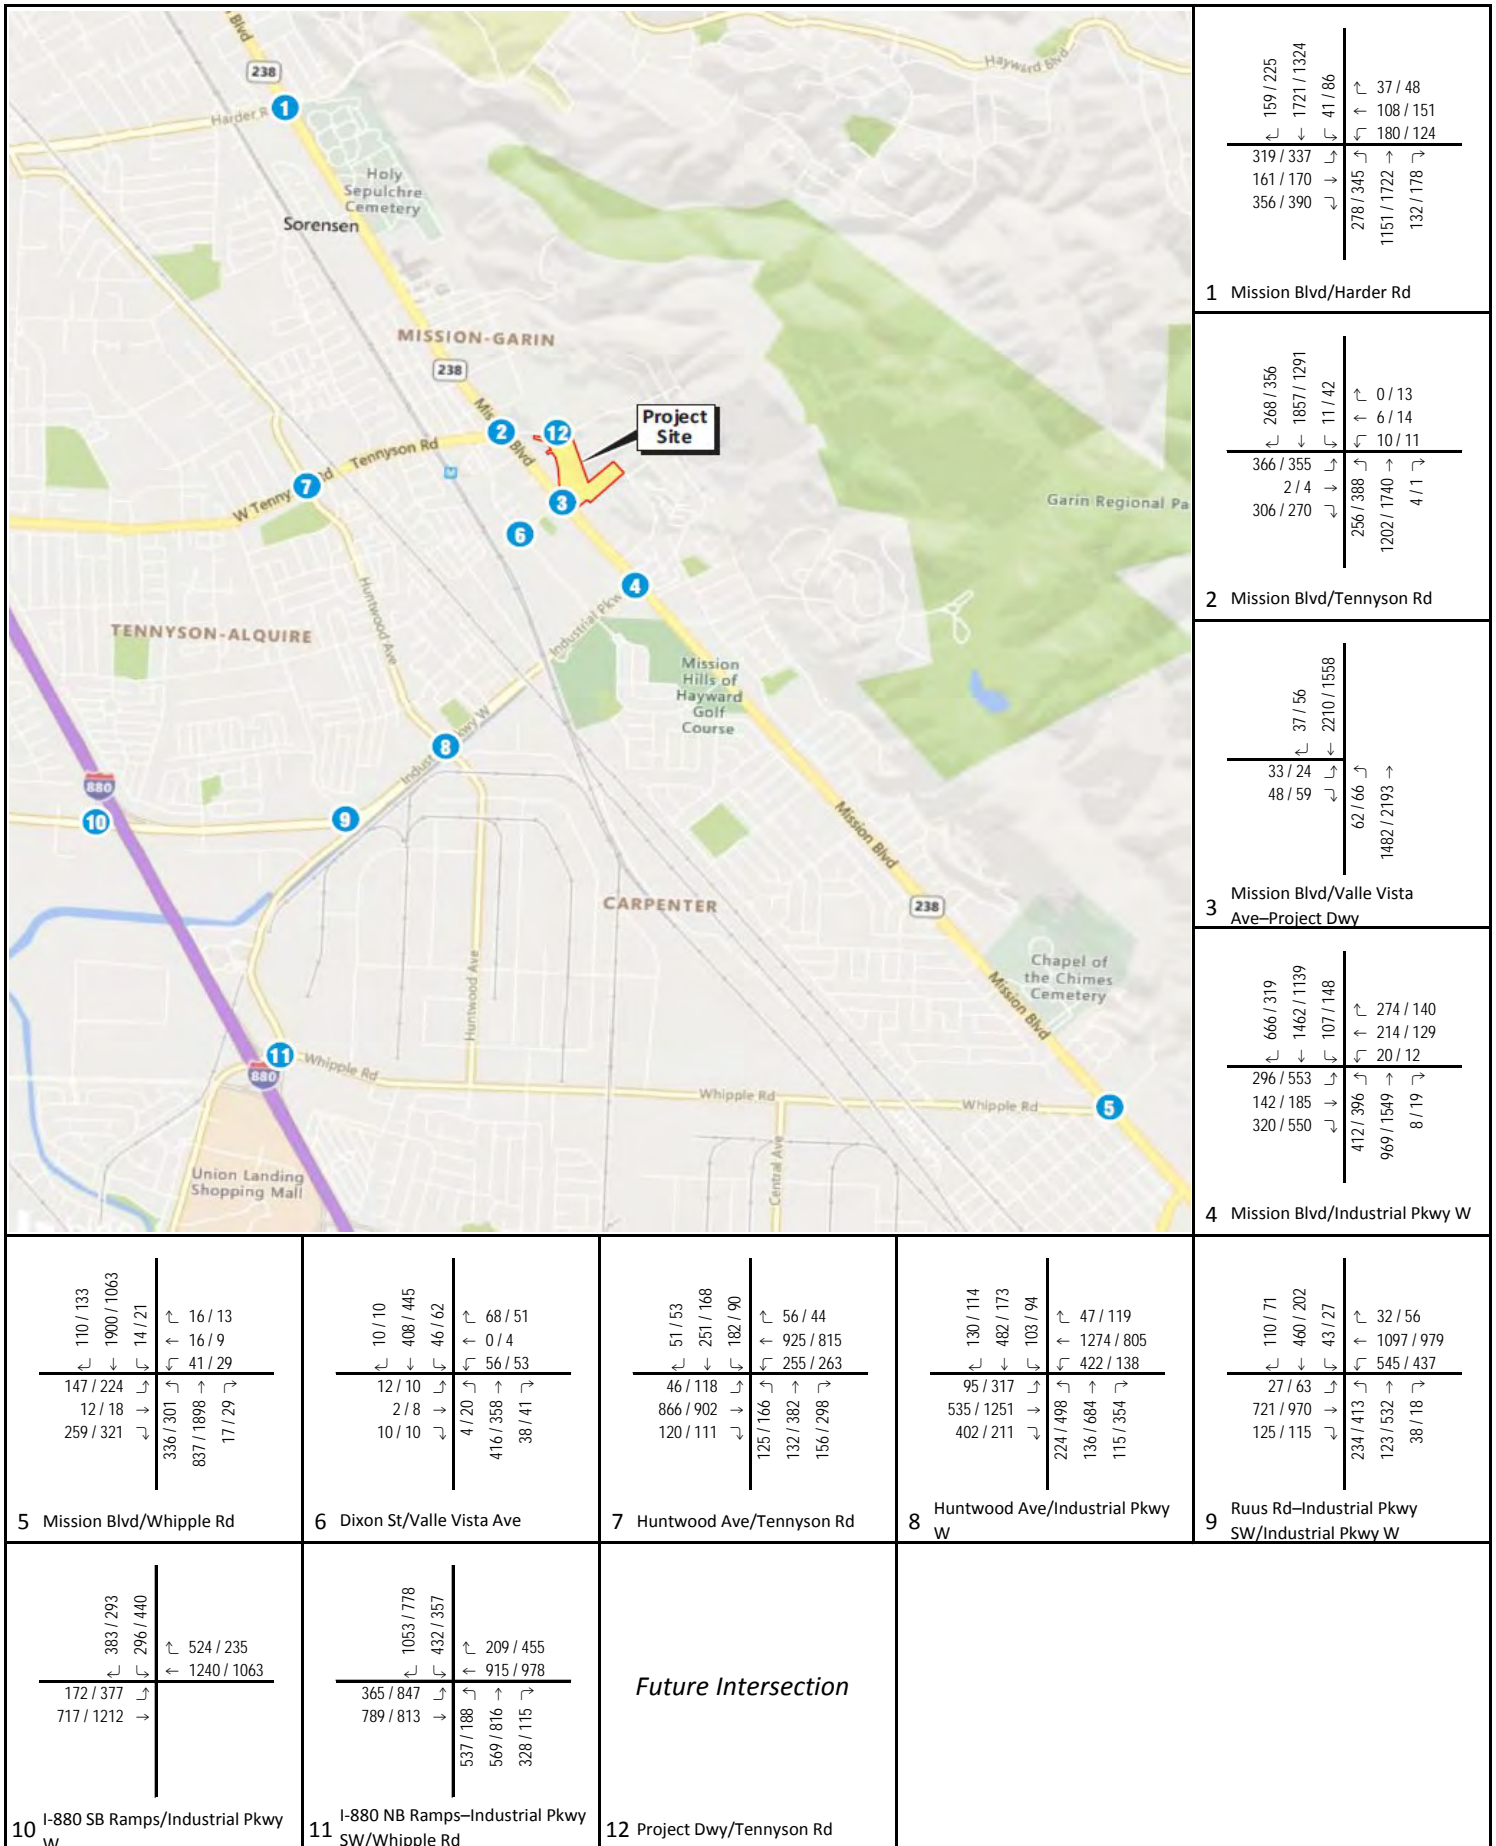 Blvd
238
1
Harder R
Hayward Blvd
Holy
Sepulchre
Cemetery
Sorensen
MISSION-GARIN
238
Mis
Blvd
2
12
Project
Site
Tennyson Rd
7
W Tenny
d
3
6
Garin Regional Pa
4
Huntwood Ave
Industrial Pkw
TENNYSON-ALQUIRE
Mission
Hills of
Hayward
Golf
Course
8
kwy W
Indust
880
10
9
Mission Blvd
CARPENTER
238
Chapel of
the Chimes
Cemetery
Mission Blvd
Huntwood Ave
11
880
Whipple Rd
Whipple Rd
Whipple Rd
5
Central Ave
Union Landing
Shopping Mall
159 / 225
1721 / 1324
41 / 86
↰ 37 / 48
← 108 / 151
180 / 124
319 / 337
161 / 170 →
356 / 390
278 / 345
1151 / 1722
132 / 178
1 Mission Blvd/Harder Rd
268 / 356
1857 / 1291
11 / 42
0 / 13
← 6 / 14
10 / 11
366 / 355
2 / 4 →
306 / 270
256 / 388
1202 / 1740
4 / 1
2 Mission Blvd/Tennyson Rd
37 / 56
2210 / 1558
33 / 24
48 / 59
62 / 66
1482 / 2193
3 Mission Blvd/Valle Vista
Ave–Project Dwy
666 / 319
1462 / 1139
107 / 148
274 / 140
← 214 / 129
20 / 12
296 / 553
142 / 185 →
320 / 550
412 / 396
969 / 1549
8 / 19
4 Mission Blvd/Industrial Pkwy W
110 / 133
1900 / 1063
14 / 21
16 / 13
← 16 / 9
41 / 29
147 / 224
12 / 18 →
259 / 321
336 / 301
837 / 1898
17 / 29
5 Mission Blvd/Whipple Rd
10 / 10
408 / 445
46 / 62
68 / 51
← 0 / 4
56 / 53
12 / 10
2 / 8 →
10 / 10
4 / 20
416 / 358
38 / 41
6 Dixon St/Valle Vista Ave
51 / 53
251 / 168
182 / 90
56 / 44
← 925 / 815
255 / 263
46 / 118
866 / 902 →
120 / 111
125 / 166
132 / 382
156 / 298
7 Huntwood Ave/Tennyson Rd
130 / 114
482 / 173
103 / 94
47 / 119
← 1274 / 805
422 / 138
95 / 317
535 / 1251 →
402 / 211
224 / 498
136 / 684
115 / 354
8 Huntwood Ave/Industrial Pkwy
W
110 / 71
460 / 202
43 / 27
32 / 56
← 1097 / 979
545 / 437
27 / 63
721 / 970 →
125 / 115
234 / 413
123 / 532
38 / 18
9 Ruus Rd–Industrial Pkwy
SW/Industrial Pkwy W
383 / 293
296 / 440
524 / 235
← 1240 / 1063
172 / 377
717 / 1212 →
10 I-880 SB Ramps/Industrial Pkwy
W
1053 / 778
432 / 357
209 / 455
← 915 / 978
365 / 847
789 / 813 →
537 / 188
569 / 816
328 / 115
11 I-880 NB Ramps–Industrial Pkwy
SW/Whipple Rd
Future Intersection
12 Project Dwy/Tennyson Rd